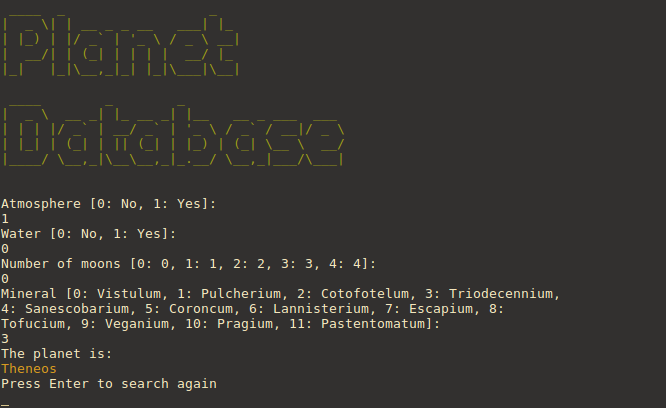 Planet
Database
Atmosphere [0: No, 1: Yes]:
1
Water [0: No, 1: Yes]:
0
Number of moons [0: 0, 1: 1, 2: 2, 3: 3, 4: 4]:
0
Mineral [0: Vistulum, 1: Pulcherium, 2: Cotofotelum, 3: Triodecennium,
4: Sanescobarium, 5: Coroncum, 6: Lannisterium, 7: Escapium, 8:
Tofucium, 9: Veganium, 10: Pragium, 11: Pastentomatum]:
3
The planet is:
Theneos
Press Enter to search again
_